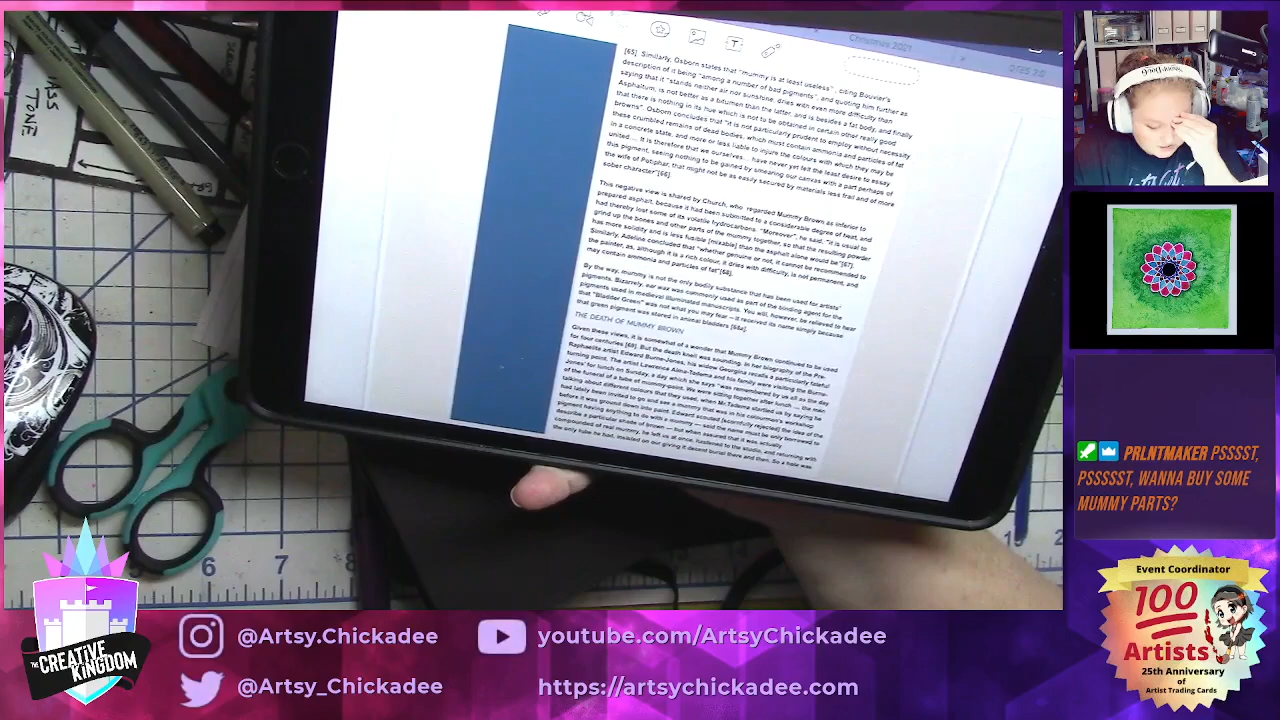 Christmas 2021
[65]. Similarly, Osborn states that "mummy is at least useless", citing Bouvier's
description of it being "among a number of bad pigments", and quoting him further as
saying that it "stands neither air nor sunshine, dries with even more difficulty than
Asphaltum, is not better as a bitumen than the latter, and is besides a fat body, and finally
that there is nothing in its hue which is not to be obtained in certain other really good
browns". Osborn concludes that "it is not particularly prudent to employ without necessity
these crumbled remains of dead bodies, which must contain ammonia and particles of fat
in a concrete state, and more or less liable to injure the colours with which they may be
united.... It is therefore that we ourselves... have never yet felt the least desire to essay
this pigment, seeing nothing to be gained by smearing our canvas with a part perhaps of
the wife of Potiphar, that might not be as easily secured by materials less frail and of more
sober character"[66].
This negative view is shared by Church, who regarded Mummy Brown as inferior to
prepared asphalt, because it had been submitted to a considerable degree of heat, and
had thereby lost some of its volatile hydrocarbons. "Moreover", he said, "it is usual to
grind up the bones and other parts of the mummy together, so that the resulting powder
has more solidity and is less fusible [mixable] than the asphalt alone would be"[67].
Similarly, Adeline concluded that "whether genuine or not, it cannot be recommended to
the painter, as, although it is a rich colour, it dries with difficulty, is not permanent, and
may contain ammonia and particles of fat"[68].
By the way, mummy is not the only bodily substance that has been used for artists'
pigments. Bizarrely, ear wax was commonly used as part of the binding agent for the
pigments used in medieval illuminated manuscripts. You will, however, be relieved to hear
that "Bladder Green" was not what you may fear – it received its name simply because
that green pigment was stored in animal bladders [68a].
THE DEATH OF MUMMY BROWN
Given these views, it is somewhat of a wonder that Mummy Brown continued to be used
for four centuries [69]. But the death knell was sounding. In her biography of the Pre-
Raphaelite artist Edward Burne-Jones, his widow Georgina recalls a particularly fateful
turning point. The artist Lawrence Alma-Tadema and his family were visiting the Burne-
Jones for lunch on Sunday, a day which she says "was remembered by us all as the day
of the funeral of a tube of mummy-paint. We were sitting together after lunch ... the men
talking about different colours that they used, when Mr Tadema startled us by saying he
had lately been invited to go and see a mummy that was in his colourman's workshop
before it was ground down into paint. Edward scouted [scornfully rejected] the idea of the
pigment having anything to do with a mummy — said the name must be only borrowed to
describe a particular shade of brown — but when assured that it was actually
compounded of real mummy, he left us at once, hastened to the studio, and returning with
the only tube he had, insisted on our giving it decent burial there and then. So a hole was
TONE
6
7
8
PRLNTMAKER PSSSST,
PSSSSST, WANNA BUY SOME
MUMMY PARTS?
Event Coordinator
100
Artists
25th Anniversary
of
Artist Trading Cards
THE CREATIVE
KINGDOM
@Artsy.Chickadee
youtube.com/ArtsyChickadee
@Artsy_Chickadee
https://artsychickadee.com